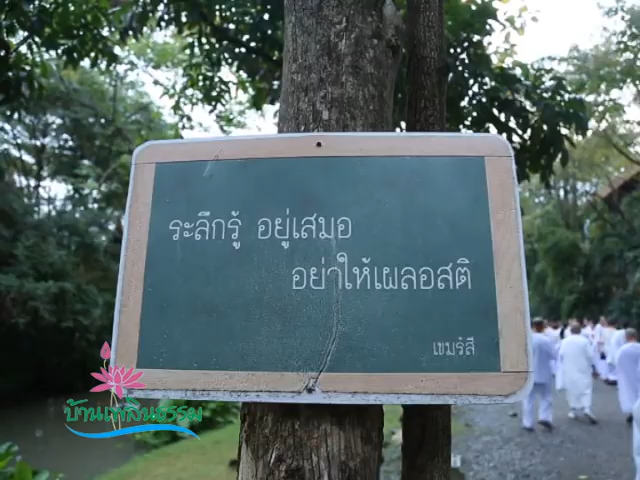 ระลึกรู้ อยู่เสมอ
อย่าให้เผลอสติ
เขมรํสี
บ้านเพลินธรรม